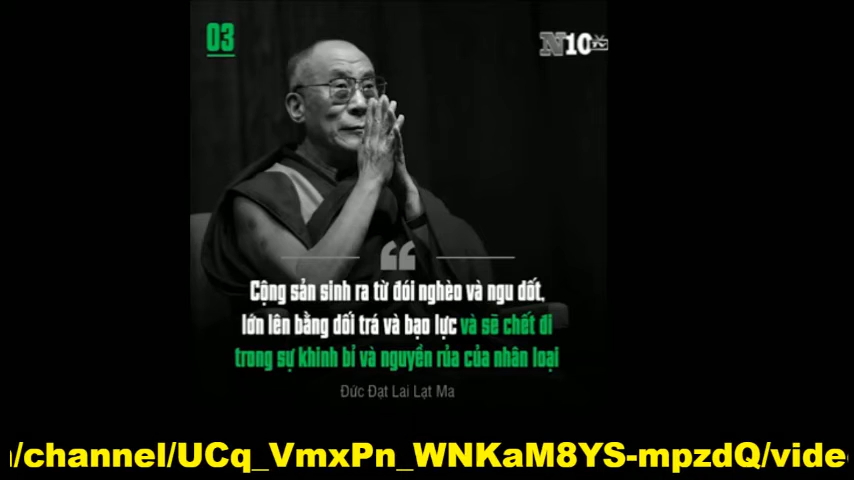 03
N10 TV
Cộng sản sinh ra từ đói nghèo và ngu dốt,
lớn lên bằng dối trá và bạo lực và sẽ chết đi
trong sự khinh bỉ và nguyền rủa của nhân loại
Đức Đạt Lai Lạt Ma
/channel/UCq_VmxPn_WNKaM8YS-mpzdQ/vide